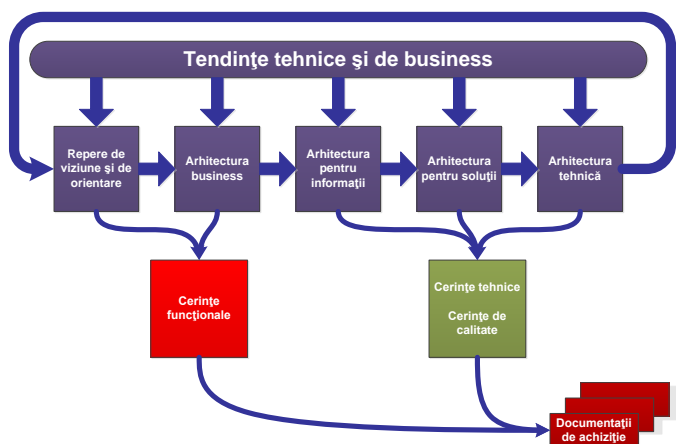 Tendinţe tehnice şi de business
Repere de
viziune şi de
orientare
Arhitectura
business
Arhitectura
pentru
informaţii
Arhitectura
pentru soluţii
Arhitectura
tehnică
Cerinţe
funcţionale
Cerinţe tehnice
Cerinţe de
calitate
Documentaţii
de achiziţie